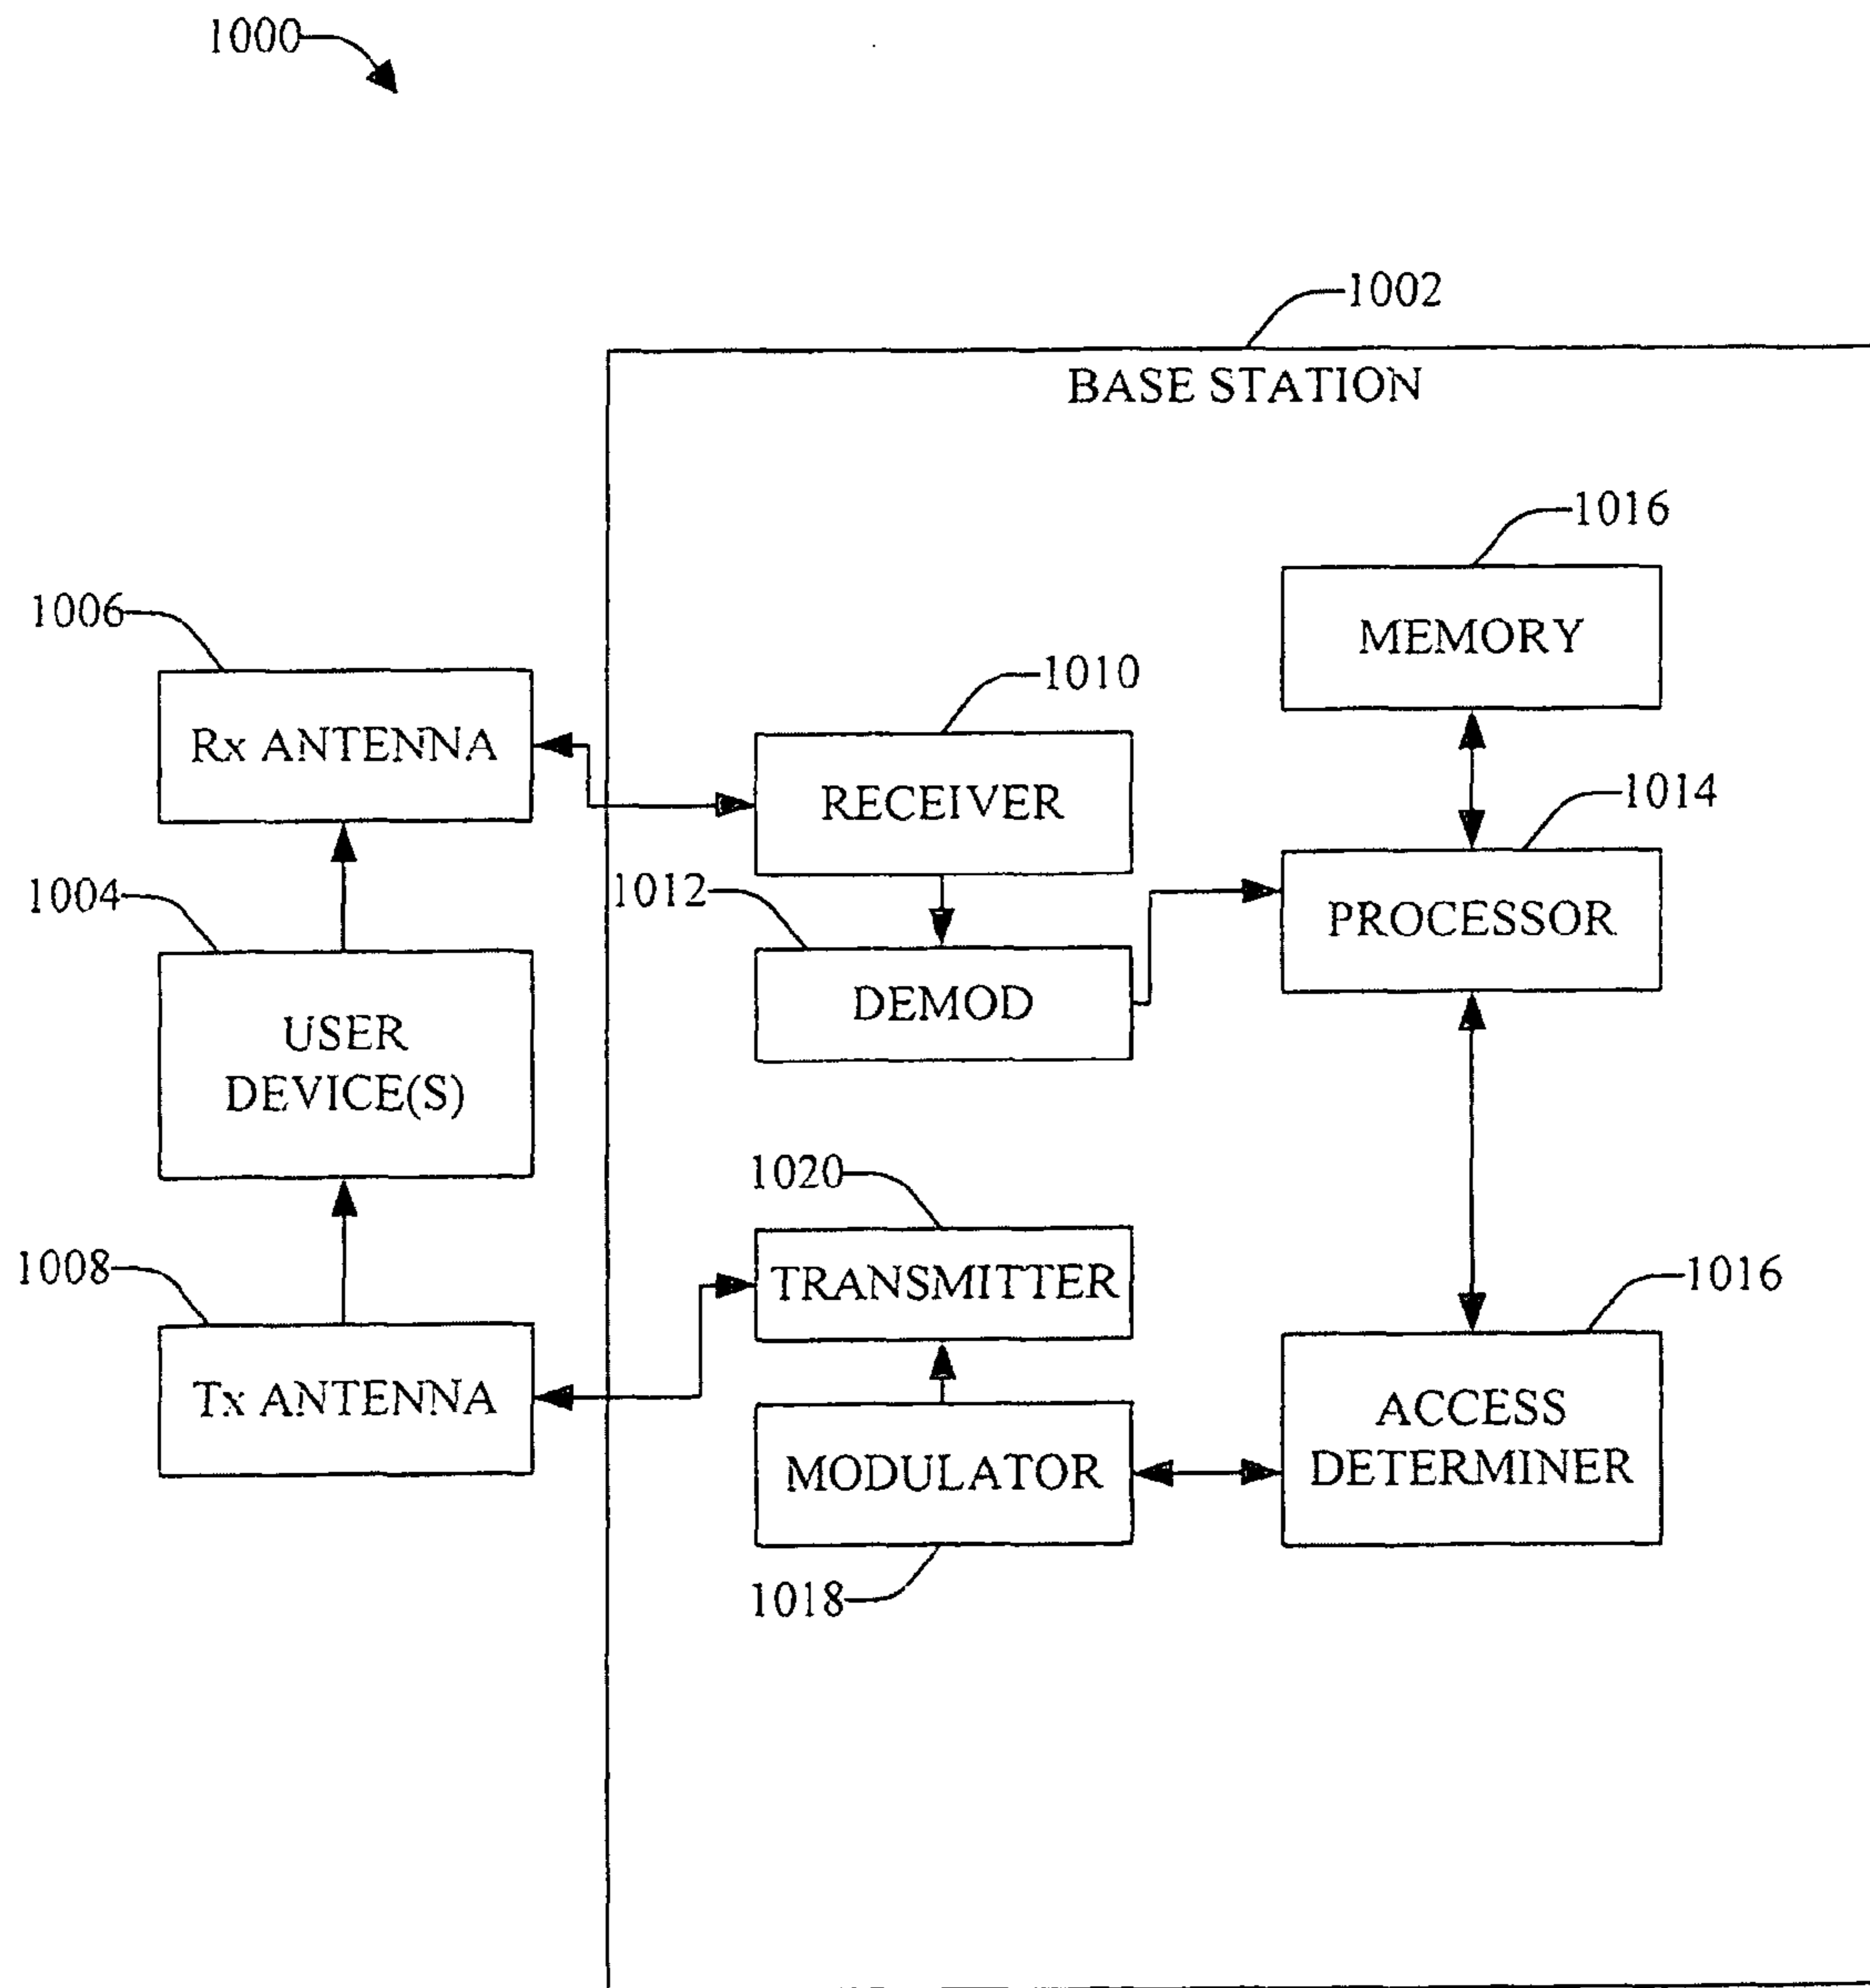 1000
1002
BASE STATION
1016
MEMORY
1006
Rx ANTENNA
1010
RECEIVER
1014
PROCESSOR
1004
USER
DEVICE(S)
1012
DEMOD
1020
TRANSMITTER
1008
Tx ANTENNA
1016
ACCESS
DETERMINER
MODULATOR
1018